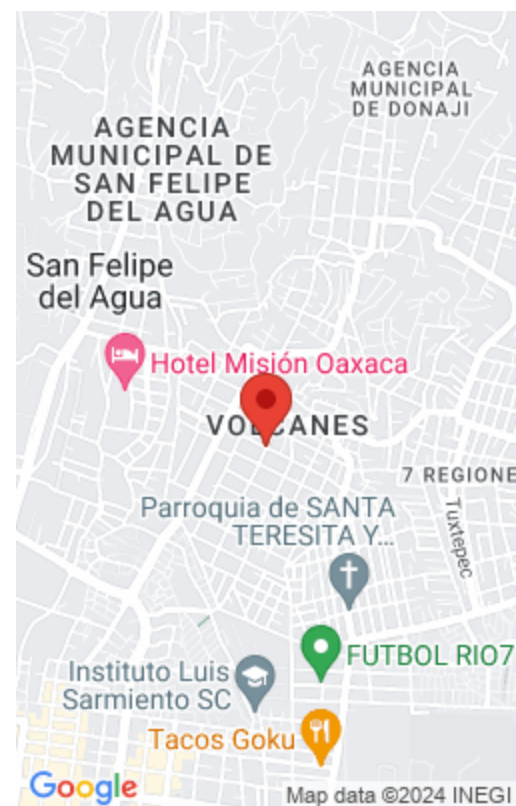 AGENCIA
MUNICIPAL
DE DONAJI
AGENCIA
MUNICIPAL DE
SAN FELIPE
DEL AGUA
San Felipe
del Agua
Hotel Misión Oaxaca
VOLCANES
7 REGIONE
Parroquia de SANTA
TERESITA Y...
Tuxtepec
FUTBOL RIO7
Instituto Luis
Sarmiento SC
Tacos Goku
Google
Map data ©2024 INEGI